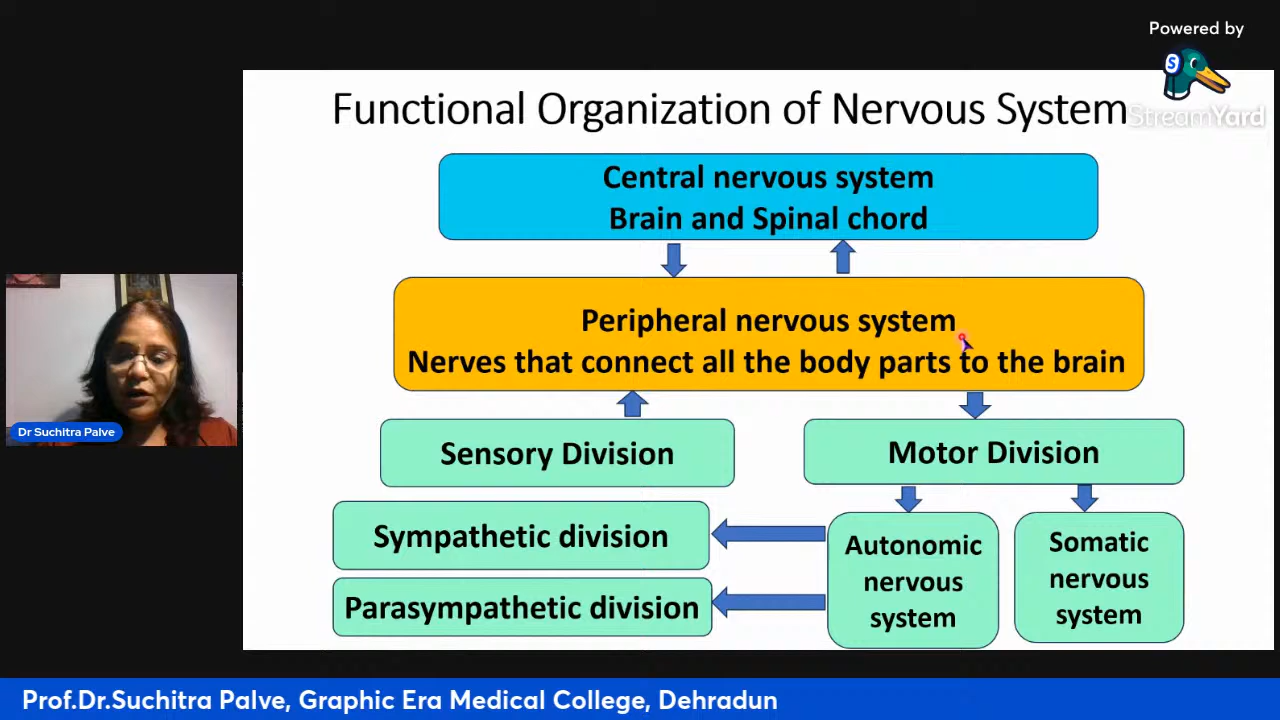 Powered by
S
StreamYard
Functional Organization of Nervous System
Central nervous system
Brain and Spinal chord
Peripheral nervous system
Nerves that connect all the body parts to the brain
Sensory Division
Motor Division
Sympathetic division
Parasympathetic division
Autonomic
nervous
system
Somatic
nervous
system
Dr Suchitra Palve
Prof.Dr.Suchitra Palve, Graphic Era Medical College, Dehradun